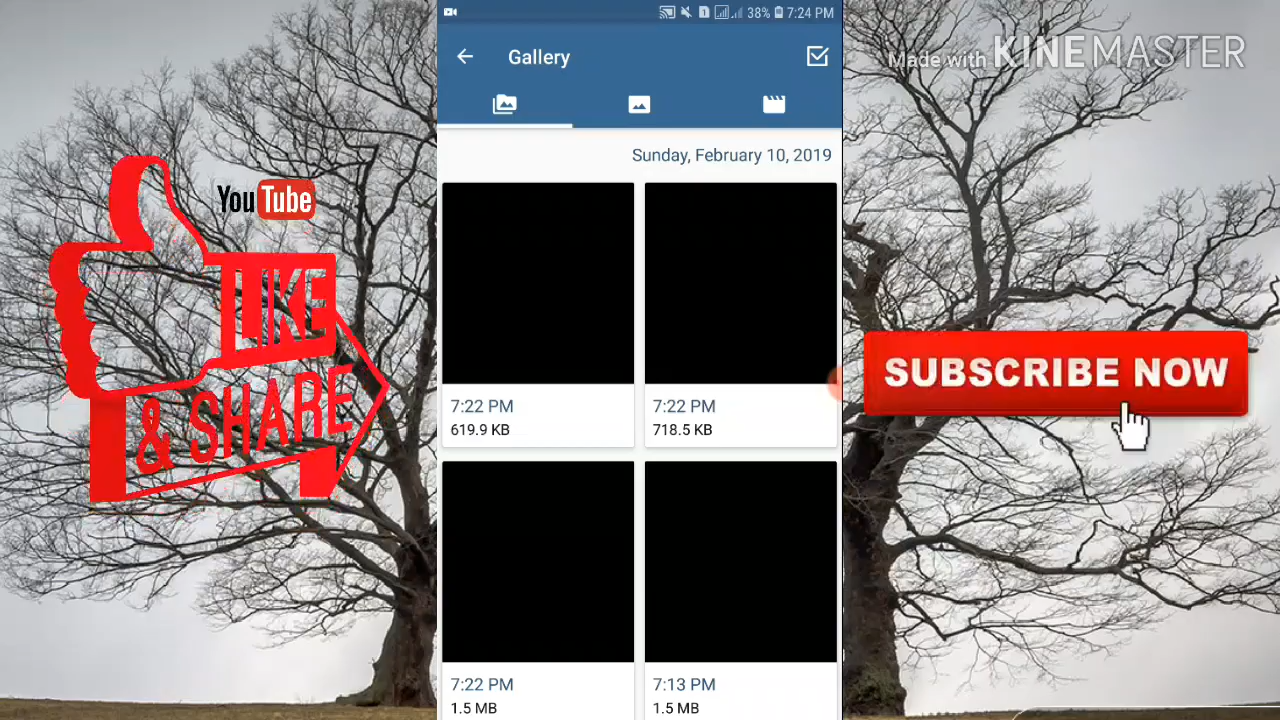 38% 7:24 PM
Gallery
Made with KINEMASTER
Sunday, February 10, 2019
YouTube
LIKE
& SHARE
SUBSCRIBE NOW
7:22 PM
619.9 KB
7:22 PM
718.5 KB
7:22 PM
1.5 MB
7:13 PM
1.5 MB